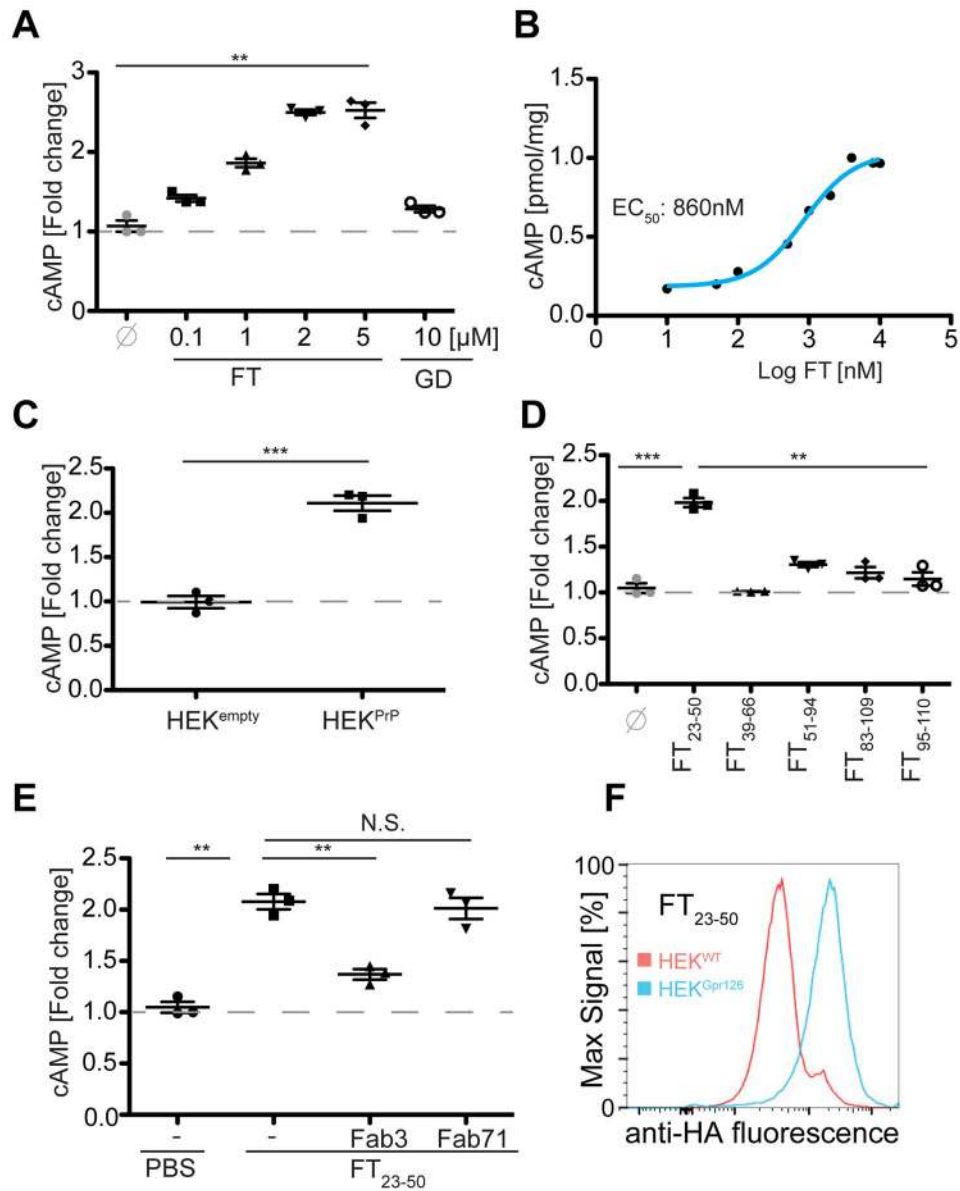 A
cAMP [Fold change]
3
2
1
0
**
∅ 0.1 1 2 5 10 [µM]
FT GD
B
cAMP [pmol/mg]
1.5
1.0
0.5
0.0
EC50: 860nM
0 1 2 3 4 5
Log FT [nM]
C
cAMP [Fold change]
2.5
2.0
1.5
1.0
0.5
0.0
***
HEKempty HEKPrP
D
cAMP [Fold change]
2.5
2.0
1.5
1.0
0.5
0.0
*** **
∅
FT23-50
FT39-66
FT51-94
FT83-109
FT95-110
E
cAMP [Fold change]
2.5
2.0
1.5
1.0
0.5
0.0
N.S.
** **
- - Fab3 Fab71
PBS FT23-50
F
Max Signal [%]
100
0
FT23-50
HEKWT
HEKGpr126
anti-HA fluorescence